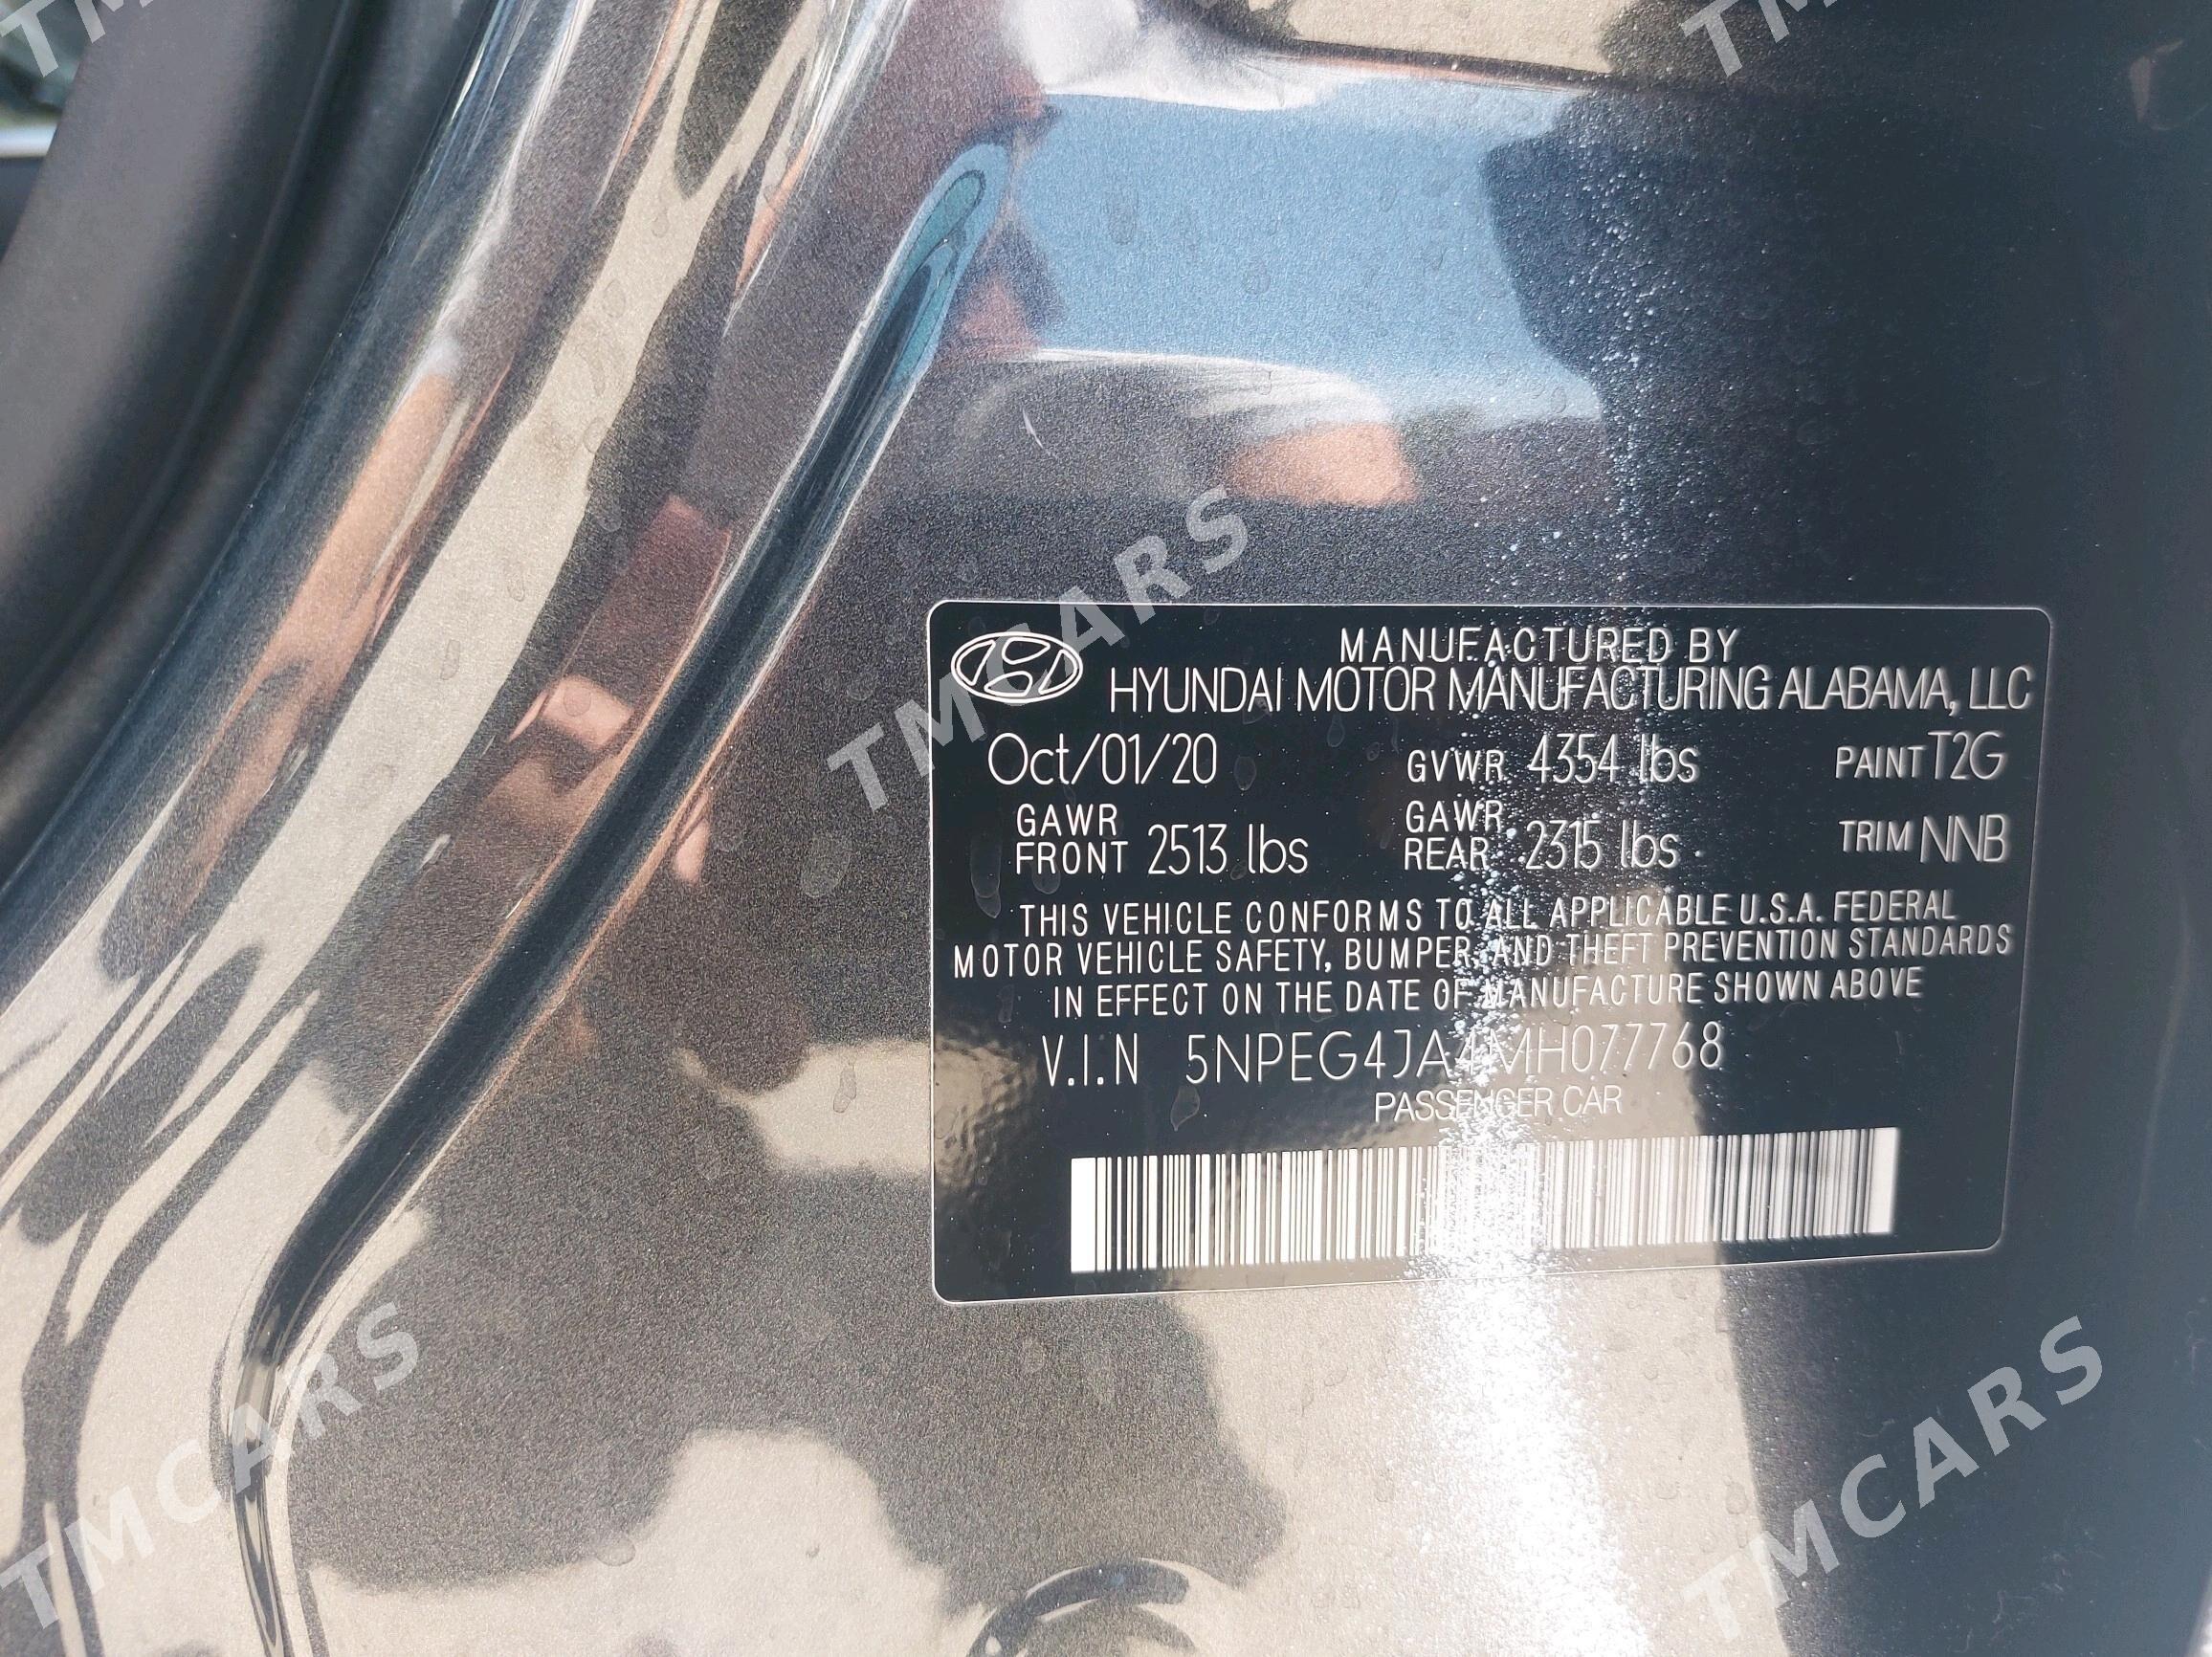 MANUFACTURED BY
HYUNDAI MOTOR MANUFACTURING ALABAMA, LLC
Oct/01/20 GVWR 4354 lbs PAINT T2G
GAWR FRONT 2513 lbs GAWR REAR 2315 lbs TRIM NNB
THIS VEHICLE CONFORMS TO ALL APPLICABLE U.S.A. FEDERAL
MOTOR VEHICLE SAFETY, BUMPER, AND THEFT PREVENTION STANDARDS
IN EFFECT ON THE DATE OF MANUFACTURE SHOWN ABOVE
V.I.N 5NPEG4JA4MH077768
PASSENGER CAR
TMCARS
TMCARS
TMCARS